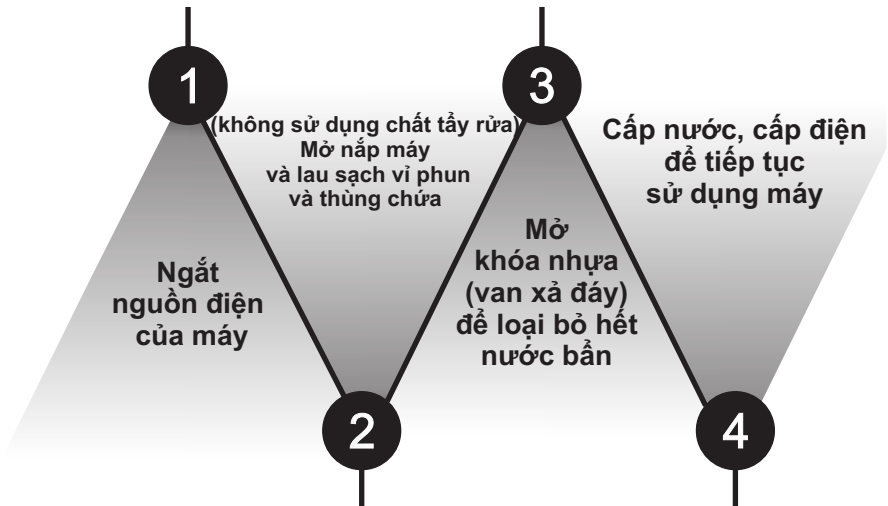 1
Ngắt
nguồn điện
của máy
2
(không sử dụng chất tẩy rửa)
Mở nắp máy
và lau sạch vỉ phun
và thùng chứa
3
Mở
khóa nhựa
(van xả đáy)
để loại bỏ hết
nước bẩn
4
Cấp nước, cấp điện
để tiếp tục
sử dụng máy